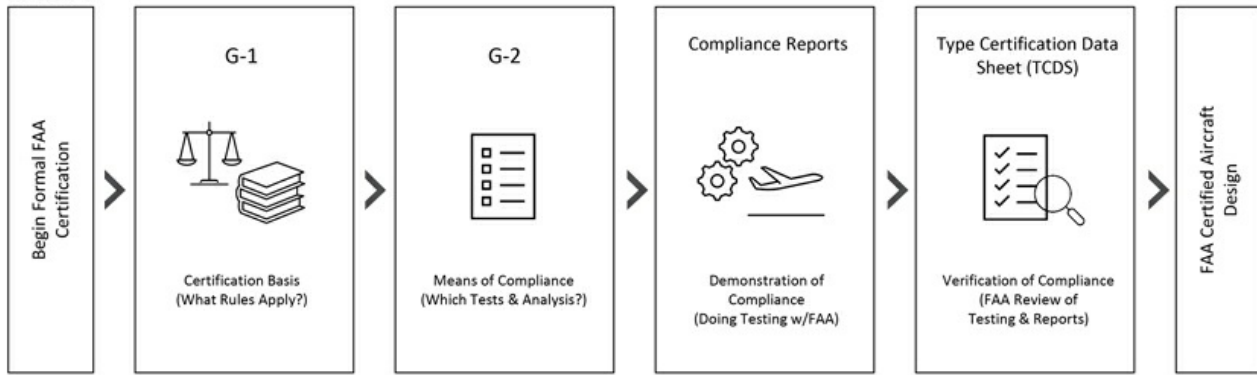 Begin Formal FAA
Certification
G-1
Certification Basis
(What Rules Apply?)
G-2
Means of Compliance
(Which Tests & Analysis?)
Compliance Reports
Demonstration of
Compliance
(Doing Testing w/FAA)
Type Certification Data
Sheet (TCDS)
Verification of Compliance
(FAA Review of
Testing & Reports)
FAA Certified Aircraft
Design